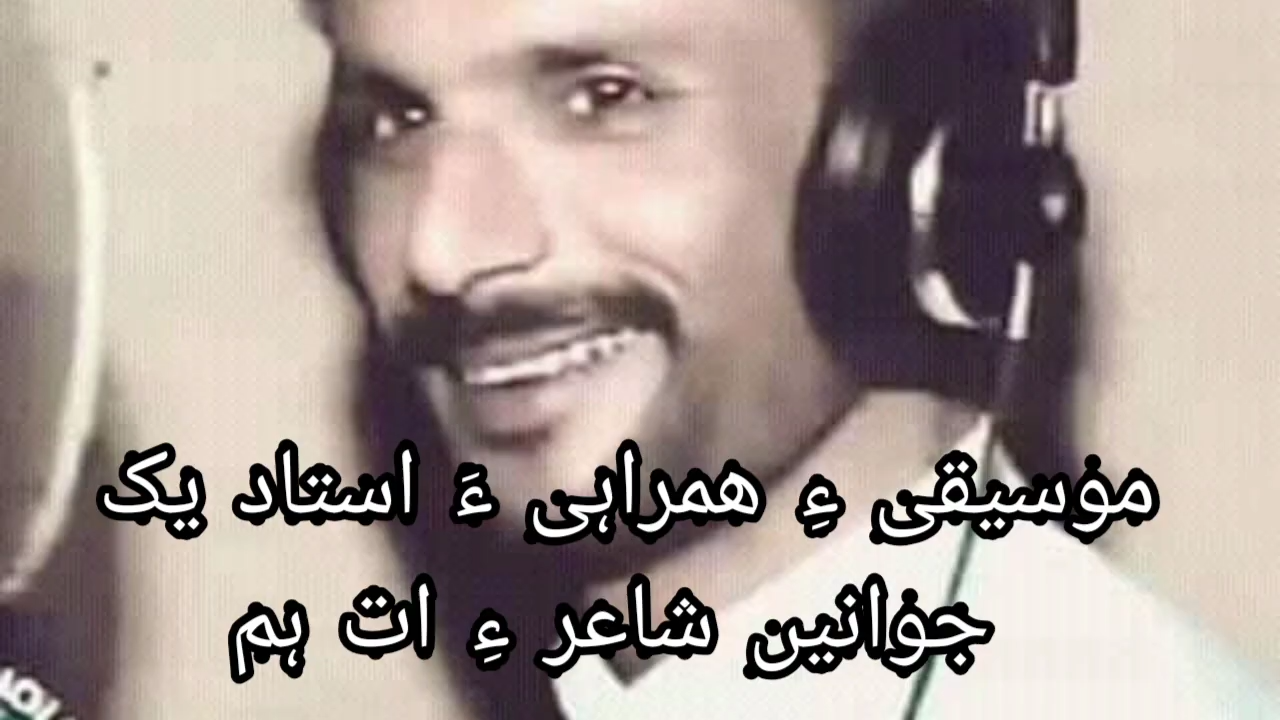 موسیقی ءِ همراہی ءَ استاد یک
جوانین شاعر ءِ ات ہم